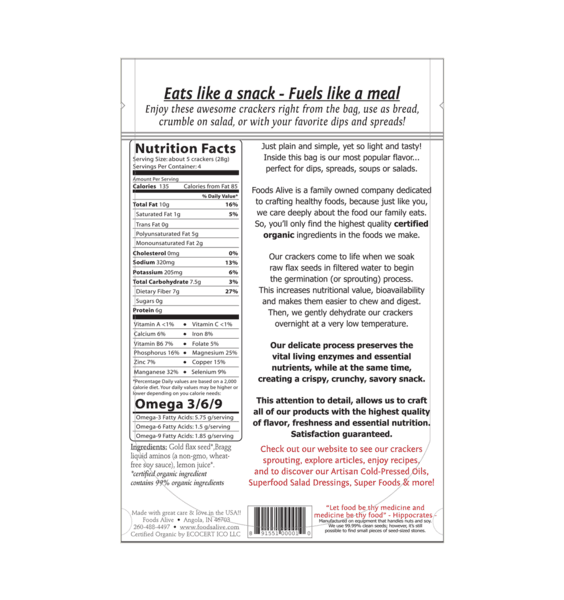 Eats like a snack - Fuels like a meal
Enjoy these awesome crackers right from the bag, use as bread,
crumble on salad, or with your favorite dips and spreads!
Nutrition Facts
Serving Size: about 5 crackers (28g)
Servings Per Container: 4
Amount Per Serving
Calories 135 Calories from Fat 85
% Daily Value*
Total Fat 10g 16%
Saturated Fat 1g 5%
Trans Fat 0g
Polyunsaturated Fat 5g
Monounsaturated Fat 2g
Cholesterol 0mg 0%
Sodium 320mg 13%
Potassium 205mg 6%
Total Carbohydrate 7.5g 3%
Dietary Fiber 7g 27%
Sugars 0g
Protein 6g
Vitamin A <1% • Vitamin C <1%
Calcium 6% • Iron 8%
Vitamin B6 7% • Folate 5%
Phosphorus 16% • Magnesium 25%
Zinc 7% • Copper 15%
Manganese 32% • Selenium 9%
*Percentage Daily values are based on a 2,000
calorie diet. Your daily values may be higher or
lower depending on you calorie needs:
Omega 3/6/9
Omega-3 Fatty Acids: 5.75 g/serving
Omega-6 Fatty Acids: 1.5 g/serving
Omega-9 Fatty Acids: 1.85 g/serving
Ingredients: Gold flax seed*,Bragg
liquid aminos (a non-gmo, wheat-
free soy sauce), lemon juice*.
*certified organic ingredient
contains 99% organic ingredients
Just plain and simple, yet so light and tasty!
Inside this bag is our most popular flavor...
perfect for dips, spreads, soups or salads.
Foods Alive is a family owned company dedicated
to crafting healthy foods, because just like you,
we care deeply about the food our family eats.
So, you'll only find the highest quality certified
organic ingredients in the foods we make.
Our crackers come to life when we soak
raw flax seeds in filtered water to begin
the germination (or sprouting) process.
This increases nutritional value, bioavailability
and makes them easier to chew and digest.
Then, we gently dehydrate our crackers
overnight at a very low temperature.
Our delicate process preserves the
vital living enzymes and essential
nutrients, while at the same time,
creating a crispy, crunchy, savory snack.
This attention to detail, allows us to craft
all of our products with the highest quality
of flavor, freshness and essential nutrition.
Satisfaction guaranteed.
Check out our website to see our crackers
sprouting, explore articles, enjoy recipes,
and to discover our Artisan Cold-Pressed Oils,
Superfood Salad Dressings, Super Foods & more!
Made with great care & love in the USA!!
Foods Alive • Angola, IN 46703
260-488-4497 • www.foodsalive.com
Certified Organic by ECOCERT ICO LLC
0 91551 00001 0
"Let food be thy medicine and
medicine be thy food" - Hippocrates
Manufactured on equipment that handles nuts and soy.
We use 99.99% clean seeds; however, it's still
possible to find small pieces of seed-sized stones.